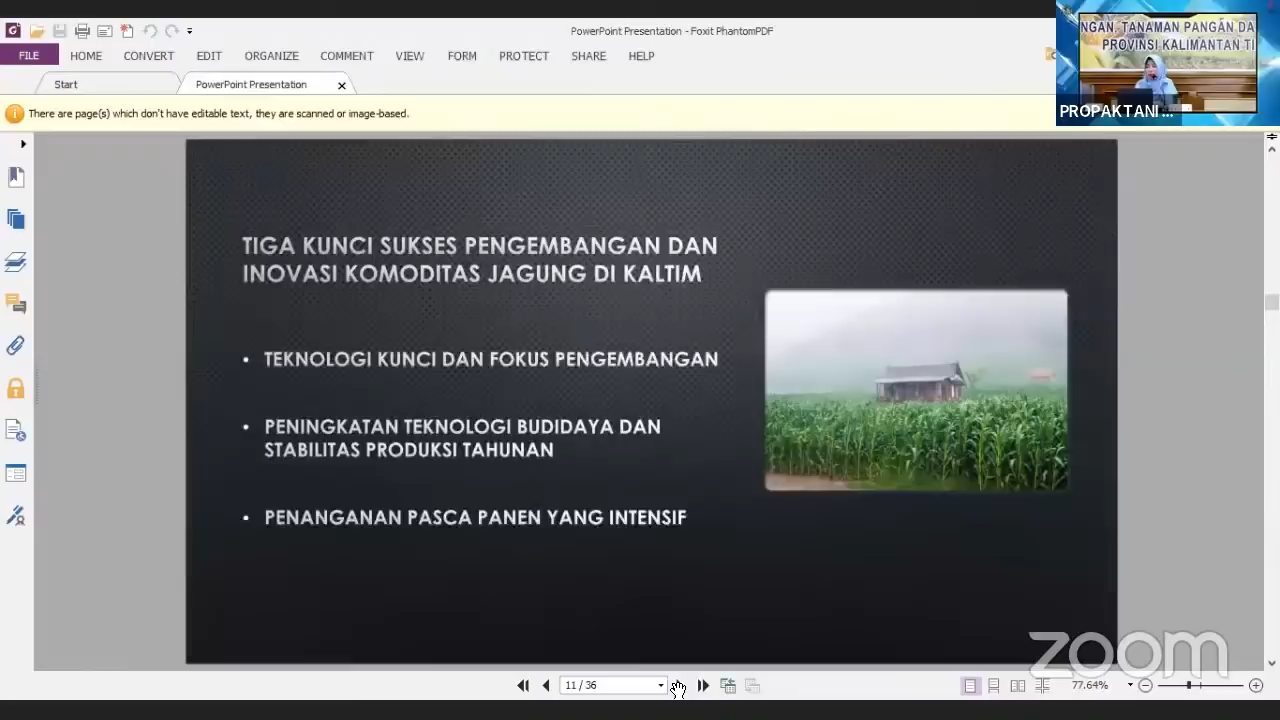 PowerPoint Presentation - Foxit PhantomPDF
FILE HOME CONVERT EDIT ORGANIZE COMMENT VIEW FORM PROTECT SHARE HELP
Start PowerPoint Presentation
There are page(s) which don't have editable text, they are scanned or image-based.
NGAN, TANAMAN PANGAN DA
PROVINSI KALIMANTAN TI
PROPAKTANI ...
TIGA KUNCI SUKSES PENGEMBANGAN DAN
INOVASI KOMODITAS JAGUNG DI KALTIM
• TEKNOLOGI KUNCI DAN FOKUS PENGEMBANGAN
• PENINGKATAN TEKNOLOGI BUDIDAYA DAN
STABILITAS PRODUKSI TAHUNAN
• PENANGANAN PASCA PANEN YANG INTENSIF
zoom
11 / 36
77.64%